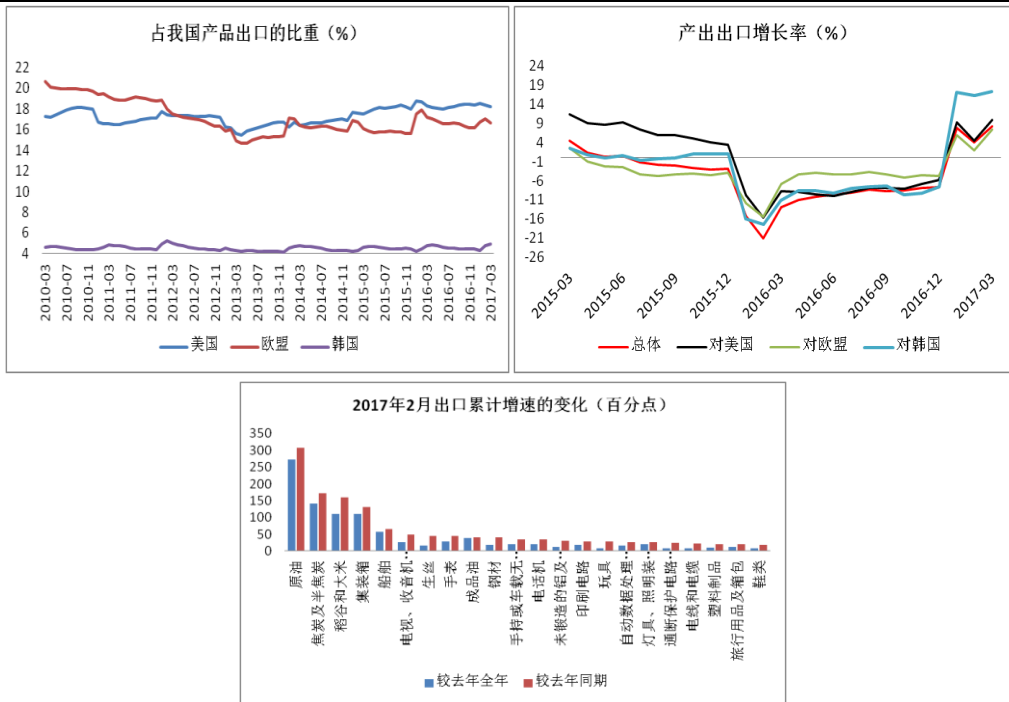 占我国产品出口的比重（%）
22
20
18
16
14
12
10
8
6
4
2010-03
2010-07
2010-11
2011-03
2011-07
2011-11
2012-03
2012-07
2012-11
2013-03
2013-07
2013-11
2014-03
2014-07
2014-11
2015-03
2015-07
2015-11
2016-03
2016-07
2016-11
2017-03
美国 欧盟 韩国
产出出口增长率（%）
24
19
14
9
4
-1
-6
-11
-16
-21
-26
2015-03
2015-06
2015-09
2015-12
2016-03
2016-06
2016-09
2016-12
2017-03
总体 对美国 对欧盟 对韩国
2017年2月出口累计增速的变化（百分点）
350
300
250
200
150
100
50
0
原油
焦炭及半焦炭
稻谷和大米
集装箱
船舶
电视、收音机…
生丝
手表
成品油
钢材
手持或车载无…
电话机
未锻造的铝及…
印刷电路
玩具
自动数据处理…
灯具、照明装…
通断保护电路…
电线和电缆
塑料制品
旅行用品及箱包
鞋类
较去年全年 较去年同期